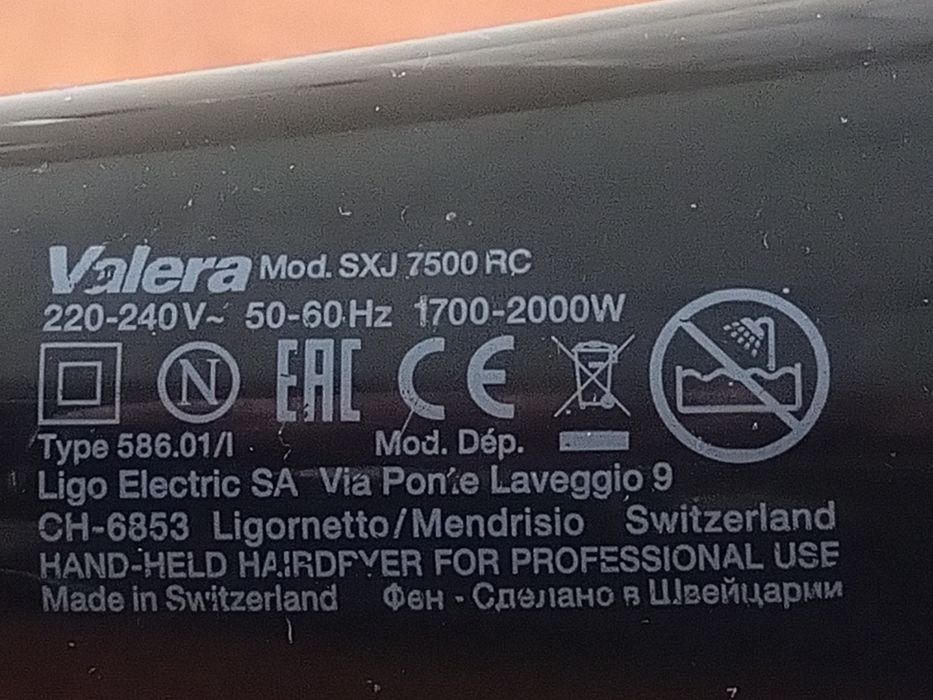 Valera Mod. SXJ 7500 RC
220-240V~ 50-60Hz 1700-2000W
N EAC CE
Type 586.01/I Mod. Dép.
Ligo Electric SA Via Ponte Laveggio 9
CH-6853 Ligornetto/Mendrisio Switzerland
HAND-HELD HAIRDRYER FOR PROFESSIONAL USE
Made in Switzerland Фен - Сделано в Швейцарии